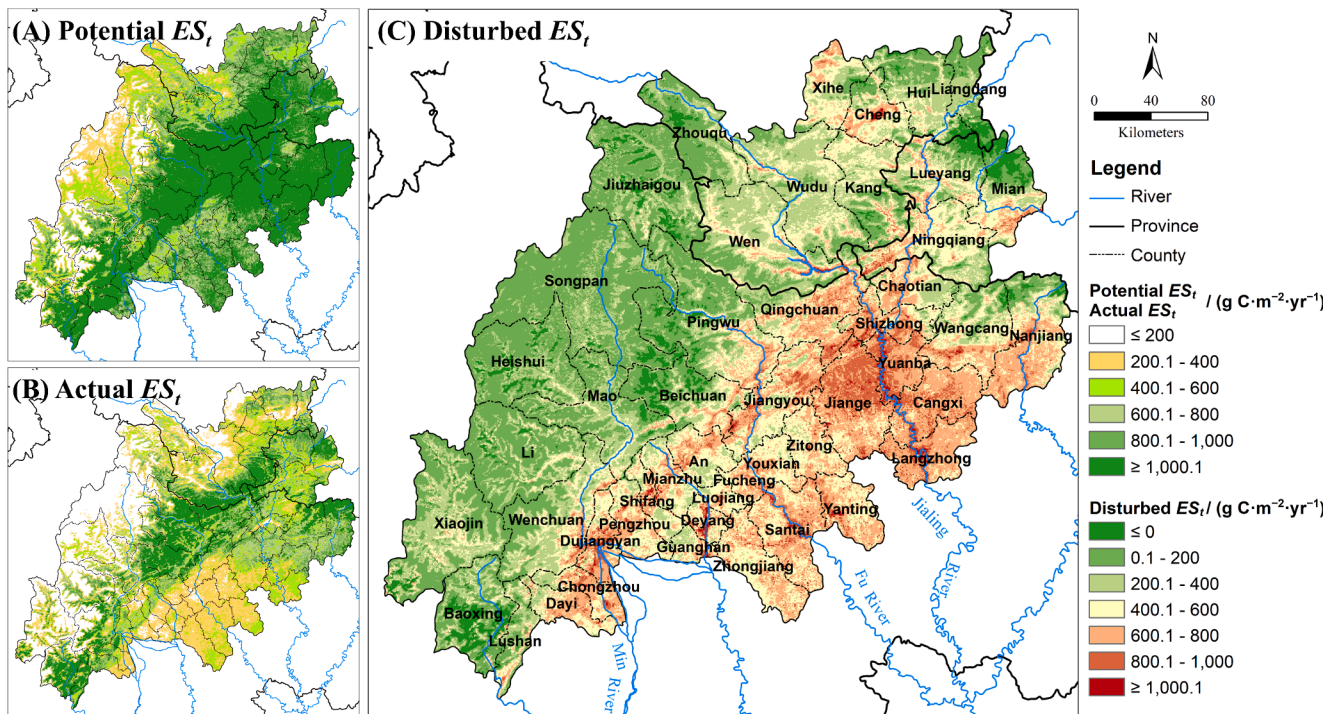 (A) Potential ESt
(B) Actual ESt
(C) Disturbed ESt
Xihe
Hui
Liangdang
Cheng
Zhouqu
Lueyang
Jiuzhaigou
Wudu
Kang
Mian
Wen
Ningqiang
Songpan
Chaotian
Qingchuan
Pingwu
Shizhong
Wangcang
Nanjiang
Heishui
Yuanba
Mao
Beichuan
Jiangyou
Jiange
Cangxi
Zitong
Li
An
Youxian
Langzhong
Mianzhu
Fucheng
Shifang
Luojiang
Xiaojin
Wenchuan
Pengzhou
Deyang
Yanting
Santai
Dujiangyan
Guanghan
Zhongjiang
Chongzhou
Dayi
Baoxing
Lushan
Min River
Fu River
Jialing River
N
0 40 80
Kilometers
Legend
River
Province
County
Potential ESt / (g C·m−2·yr−1)
Actual ESt
≤ 200
200.1 - 400
400.1 - 600
600.1 - 800
800.1 - 1,000
≥ 1,000.1
Disturbed ESt / (g C·m−2·yr−1)
≤ 0
0.1 - 200
200.1 - 400
400.1 - 600
600.1 - 800
800.1 - 1,000
≥ 1,000.1